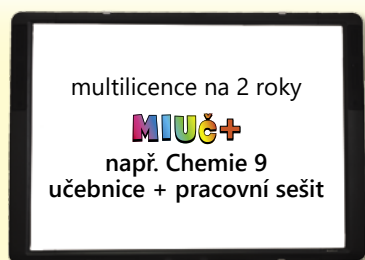 multilicence na 2 roky
MIUč+
např. Chemie 9
učebnice + pracovní sešit